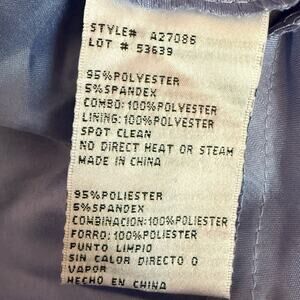 STYLE# A27086
LOT # 53639
95%POLYESTER
5%SPANDEX
COMBO:100%POLYESTER
LINING:100%POLYESTER
SPOT CLEAN
NO DIRECT HEAT OR STEAM
MADE IN CHINA
95%POLIESTER
5%SPANDEX
COMBINACION:100%POLYESTER
FORRO:100%POLIESTER
PUNTO LIMPIO
SIN CALOR DIRECTO O
VAPOR
HECHO EN CHINA